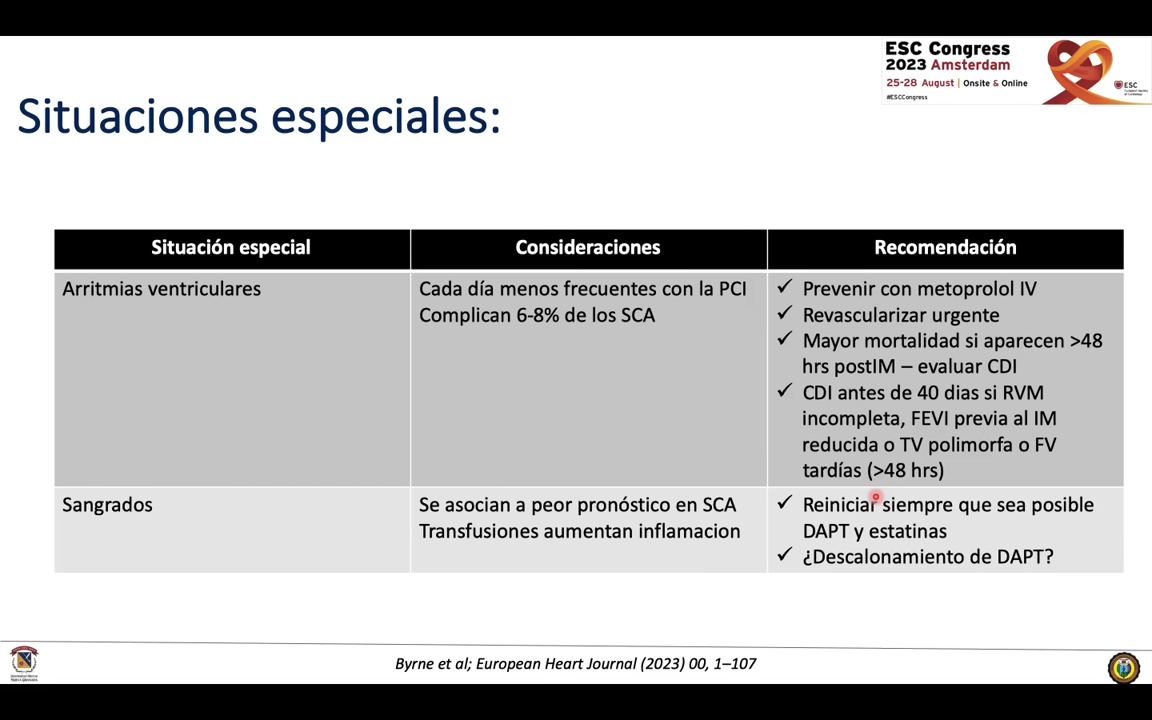 ESC Congress
2023 Amsterdam
25-28 August | Onsite & Online
#ESCCongress
ESC
Situaciones especiales:
Situación especial
Consideraciones
Recomendación
Arritmias ventriculares
Cada día menos frecuentes con la PCI
Complican 6-8% de los SCA
✓ Prevenir con metoprolol IV
✓ Revascularizar urgente
✓ Mayor mortalidad si aparecen >48
hrs postIM – evaluar CDI
✓ CDI antes de 40 dias si RVM
incompleta, FEVI previa al IM
reducida o TV polimorfa o FV
tardías (>48 hrs)
Sangrados
Se asocian a peor pronóstico en SCA
Transfusiones aumentan inflamacion
✓ Reiniciar siempre que sea posible
DAPT y estatinas
✓ ¿Descalonamiento de DAPT?
Byrne et al; European Heart Journal (2023) 00, 1–107